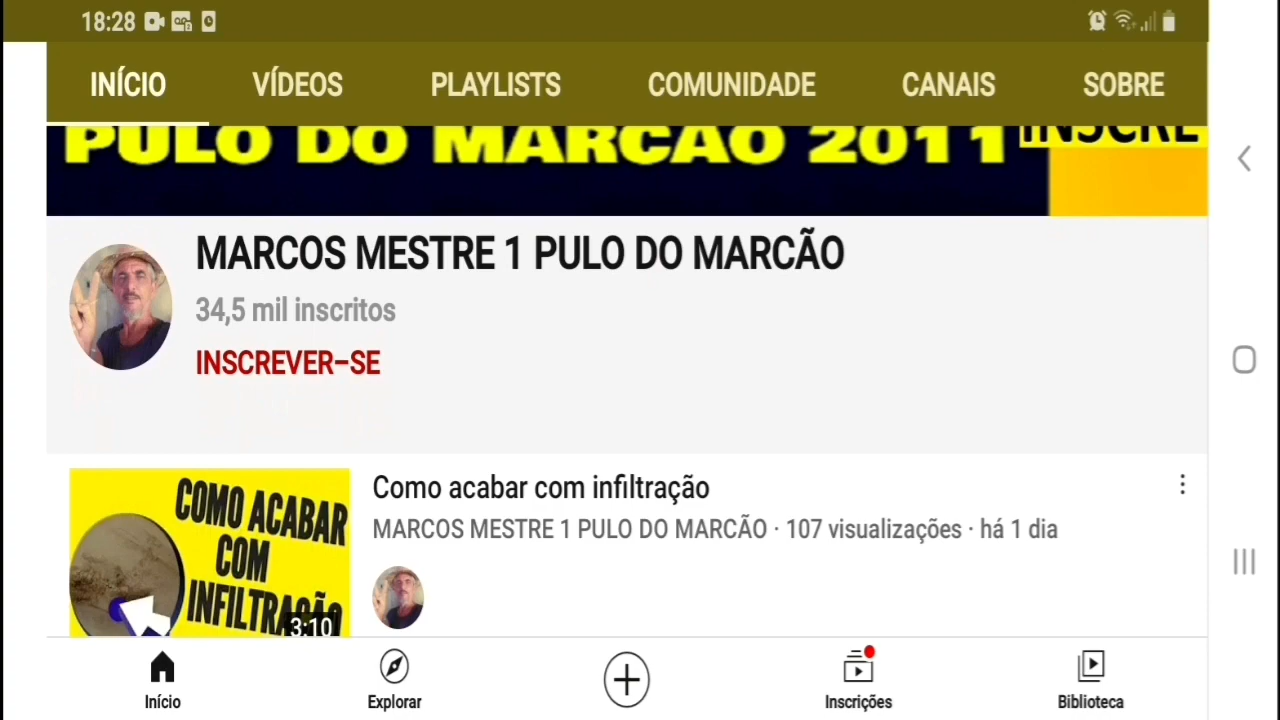 18:28
INÍCIO VÍDEOS PLAYLISTS COMUNIDADE CANAIS SOBRE
PULO DO MARCÃO 2011 INSCRE
MARCOS MESTRE 1 PULO DO MARCÃO
34,5 mil inscritos
INSCREVER-SE
COMO ACABAR
COM
INFILTRAÇÃO
3:10
Como acabar com infiltração
MARCOS MESTRE 1 PULO DO MARCÃO · 107 visualizações · há 1 dia
Início Explorar Inscrições Biblioteca